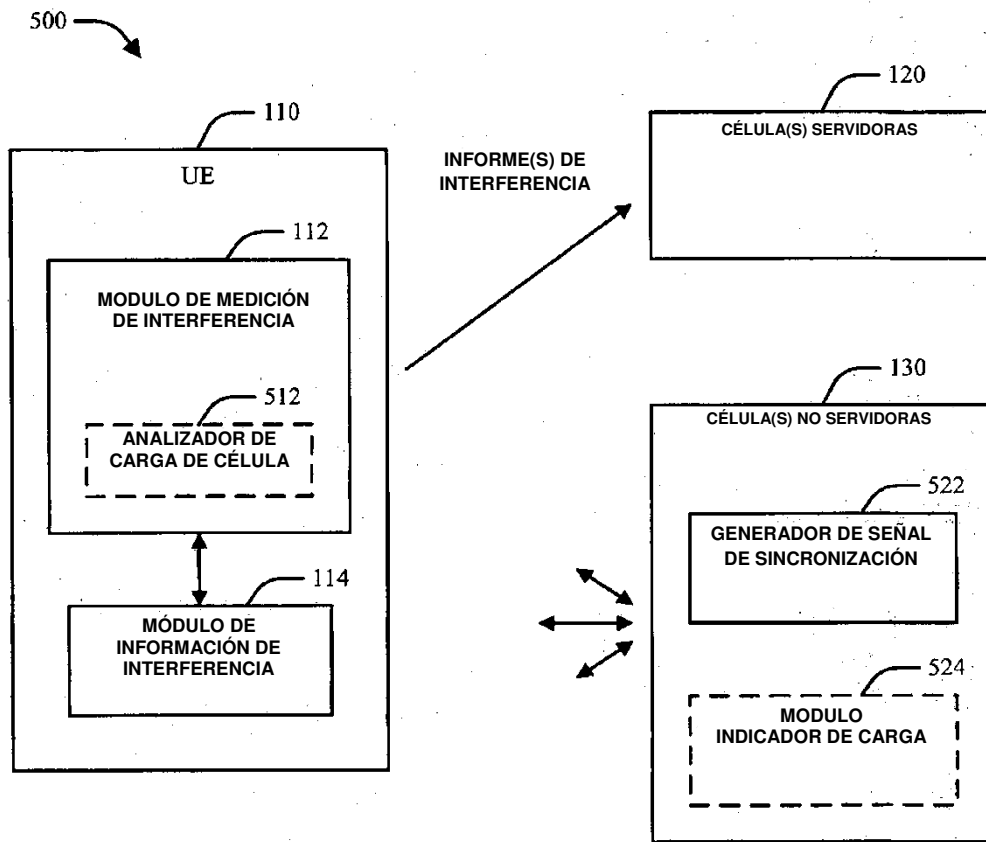 500
110
UE
112
MODULO DE MEDICIÓN
DE INTERFERENCIA
512
ANALIZADOR DE
CARGA DE CÉLULA
114
MÓDULO DE
INFORMACIÓN DE
INTERFERENCIA
INFORME(S) DE
INTERFERENCIA
120
CÉLULA(S) SERVIDORAS
130
CÉLULA(S) NO SERVIDORAS
522
GENERADOR DE SEÑAL
DE SINCRONIZACIÓN
524
MODULO
INDICADOR DE CARGA